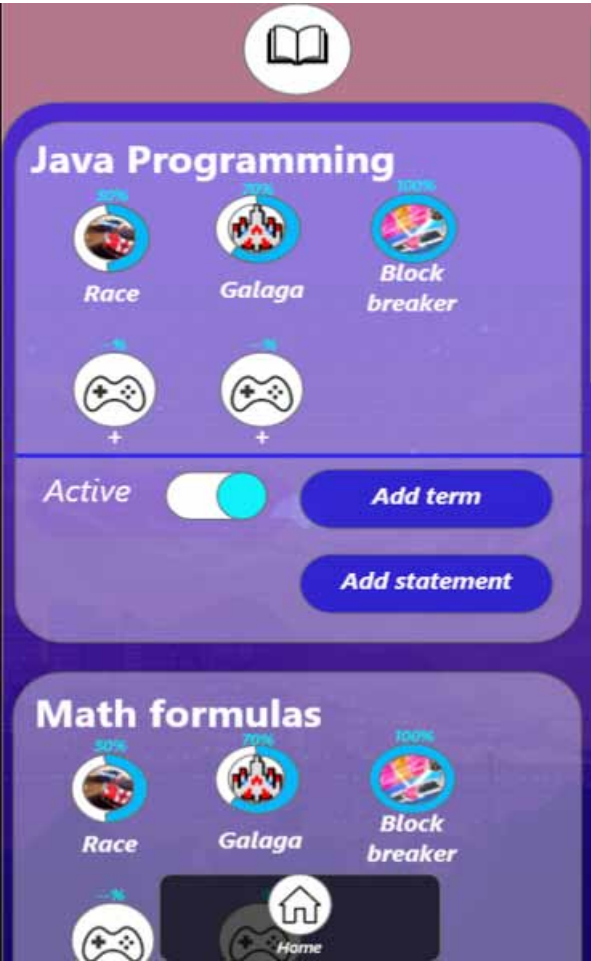 Java Programming
50% 70% 100%
Race Galaga Block
breaker
--% --%
+ +
Active Add term
Add statement
Math formulas
50% 70% 100%
Race Galaga Block
breaker
--%
Home